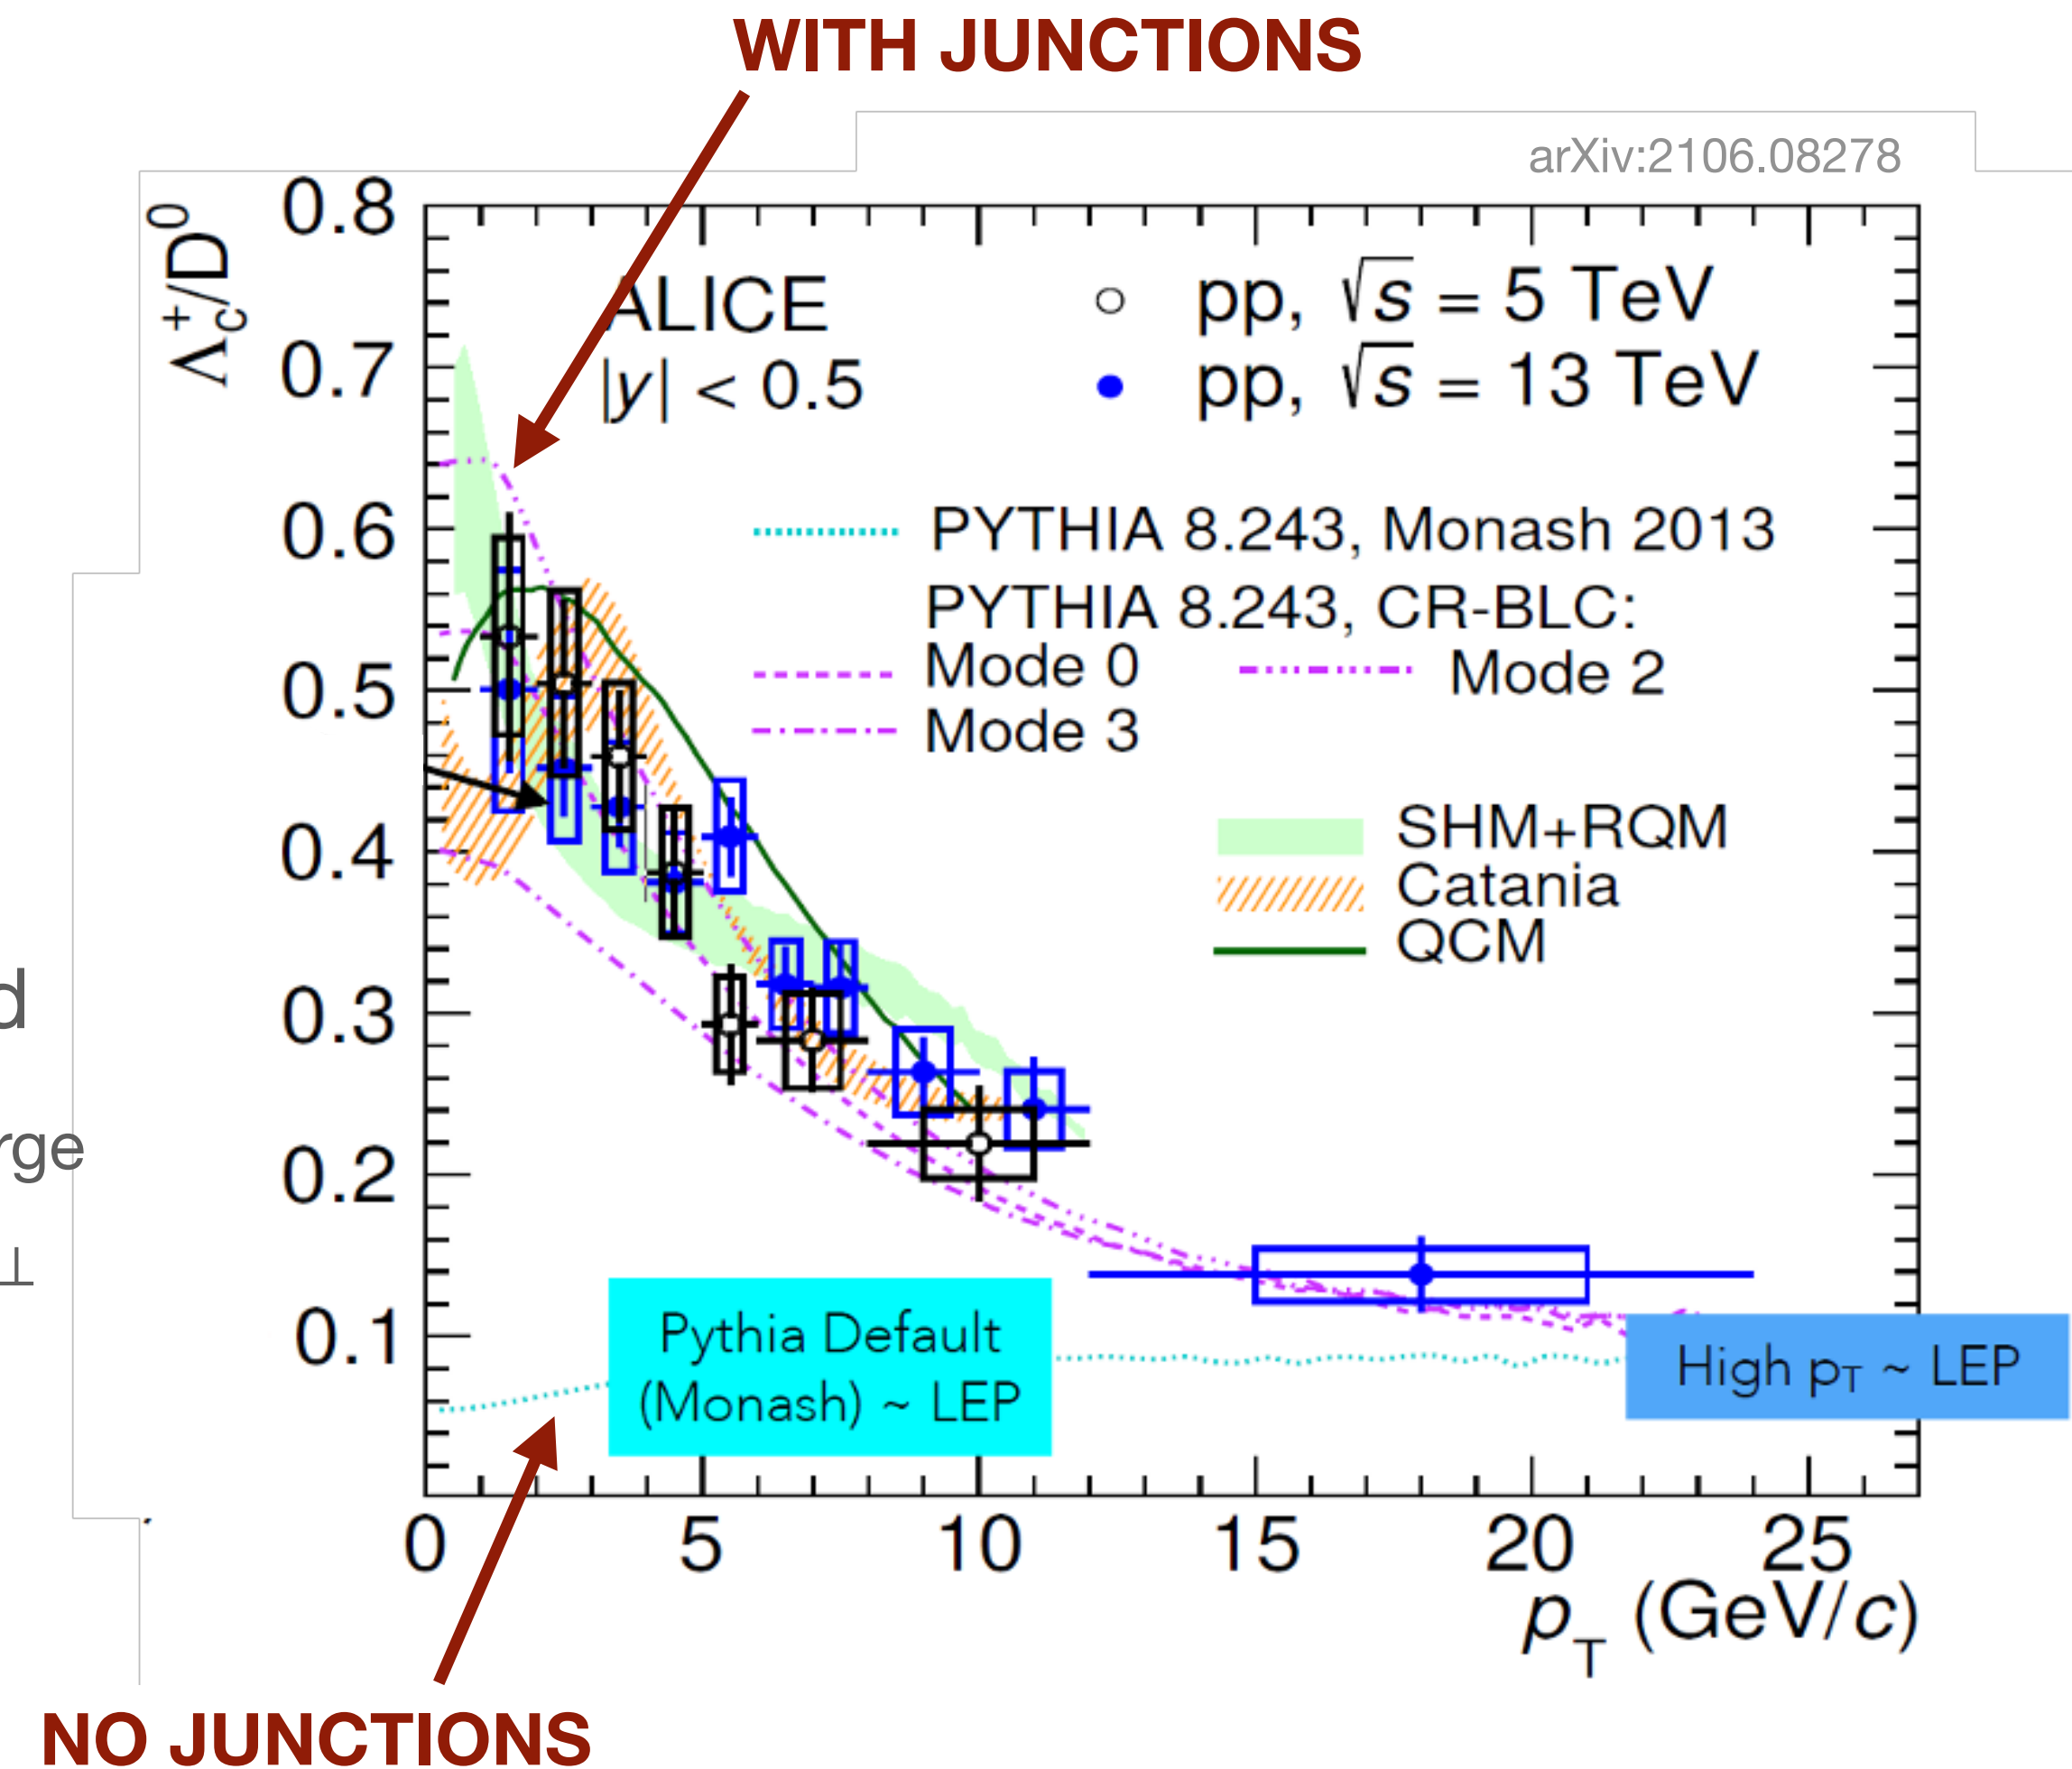 WITH JUNCTIONS
arXiv:2106.08278
Λc+/D0
0.8
0.7
0.6
0.5
0.4
0.3
0.2
0.1
ALICE
|y| < 0.5
pp, √s = 5 TeV
pp, √s = 13 TeV
PYTHIA 8.243, Monash 2013
PYTHIA 8.243, CR-BLC:
Mode 0
Mode 2
Mode 3
SHM+RQM
Catania
QCM
d
rge
⊥
Pythia Default
(Monash) ~ LEP
High pT ~ LEP
0 5 10 15 20 25
pT (GeV/c)
NO JUNCTIONS